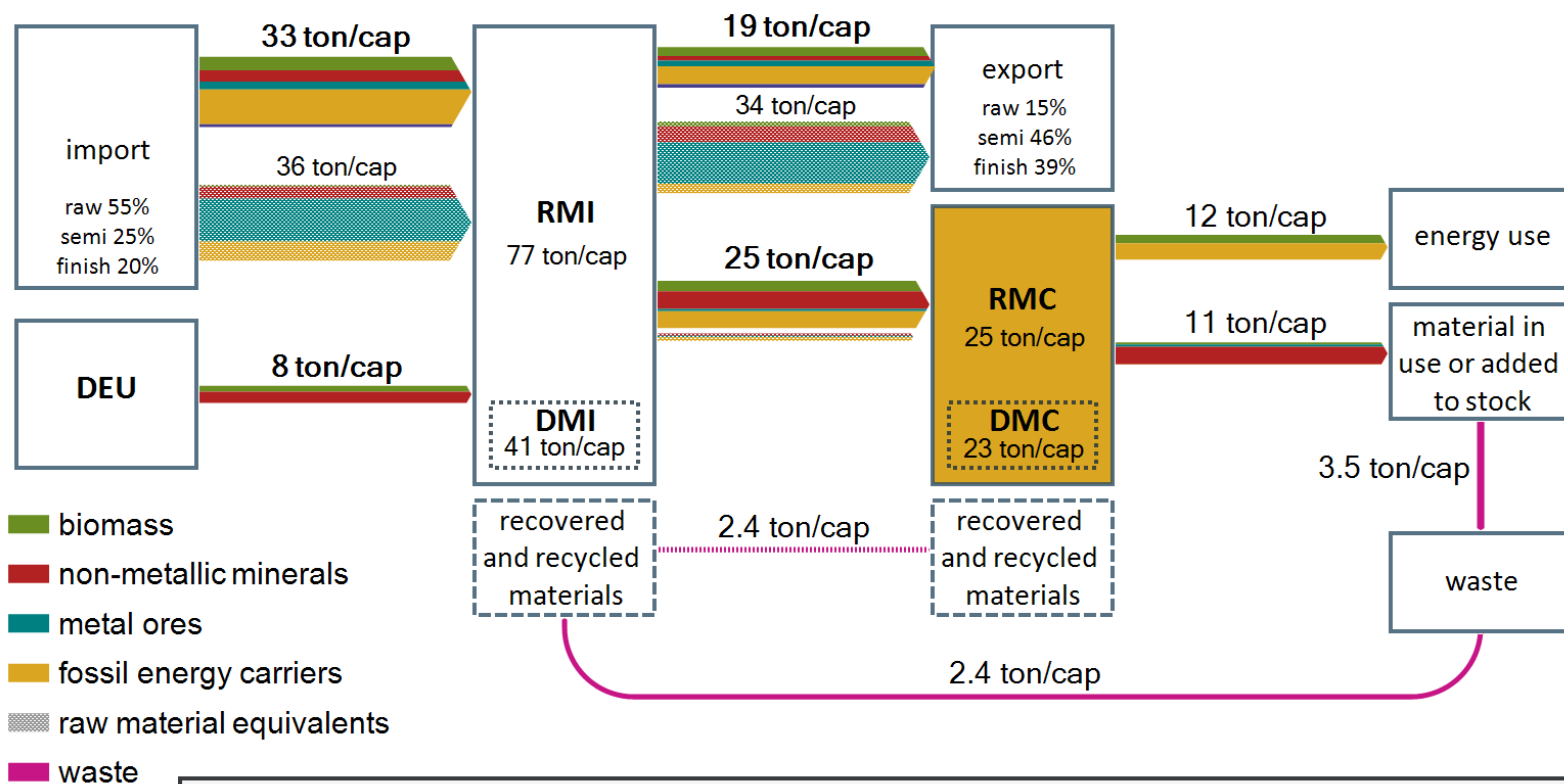 33 ton/cap
19 ton/cap
import
raw 55%
semi 25%
finish 20%
36 ton/cap
RMI
77 ton/cap
34 ton/cap
export
raw 15%
semi 46%
finish 39%
25 ton/cap
RMC
25 ton/cap
12 ton/cap
energy use
11 ton/cap
material in
use or added
to stock
DEU
8 ton/cap
DMI
41 ton/cap
DMC
23 ton/cap
3.5 ton/cap
recovered
and recycled
materials
2.4 ton/cap
recovered
and recycled
materials
waste
2.4 ton/cap
biomass
non-metallic minerals
metal ores
fossil energy carriers
raw material equivalents
waste